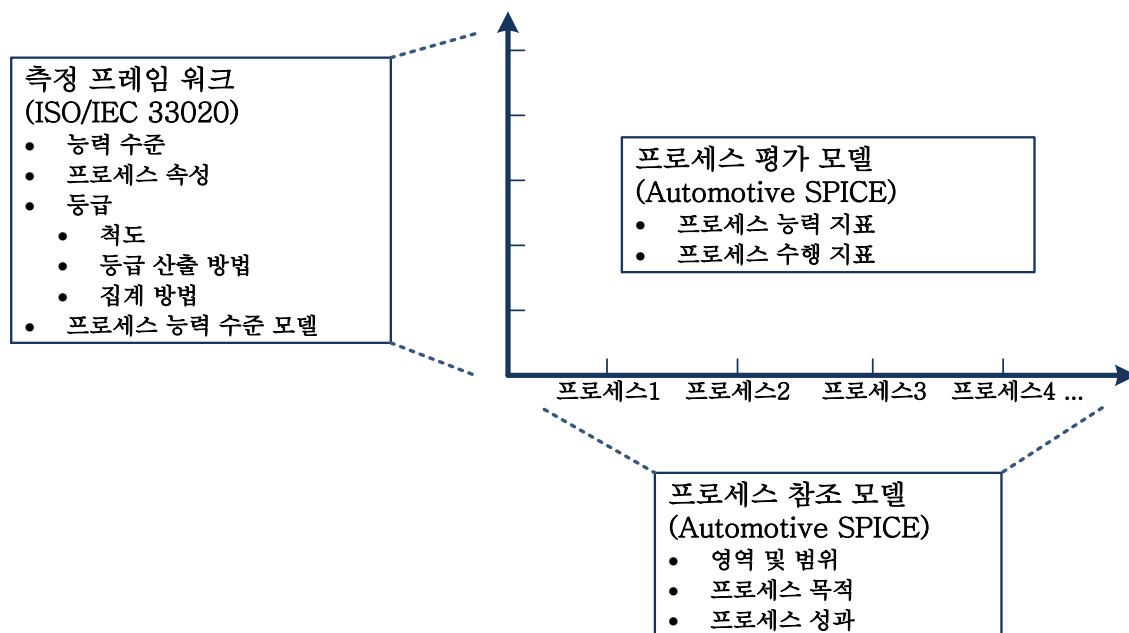 측정 프레임 워크
(ISO/IEC 33020)
• 능력 수준
• 프로세스 속성
• 등급
• 척도
• 등급 산출 방법
• 집계 방법
• 프로세스 능력 수준 모델
프로세스 평가 모델
(Automotive SPICE)
• 프로세스 능력 지표
• 프로세스 수행 지표
프로세스1 프로세스2 프로세스3 프로세스4 ...
프로세스 참조 모델
(Automotive SPICE)
• 영역 및 범위
• 프로세스 목적
• 프로세스 성과